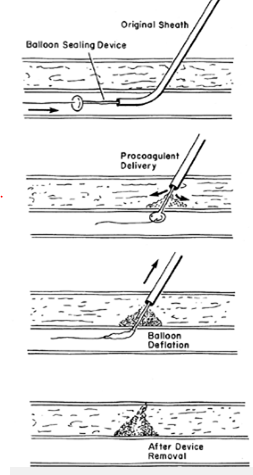 Original Sheath
Balloon Sealing Device
Procoagulent
Delivery
Balloon
Deflation
After Device
Removal